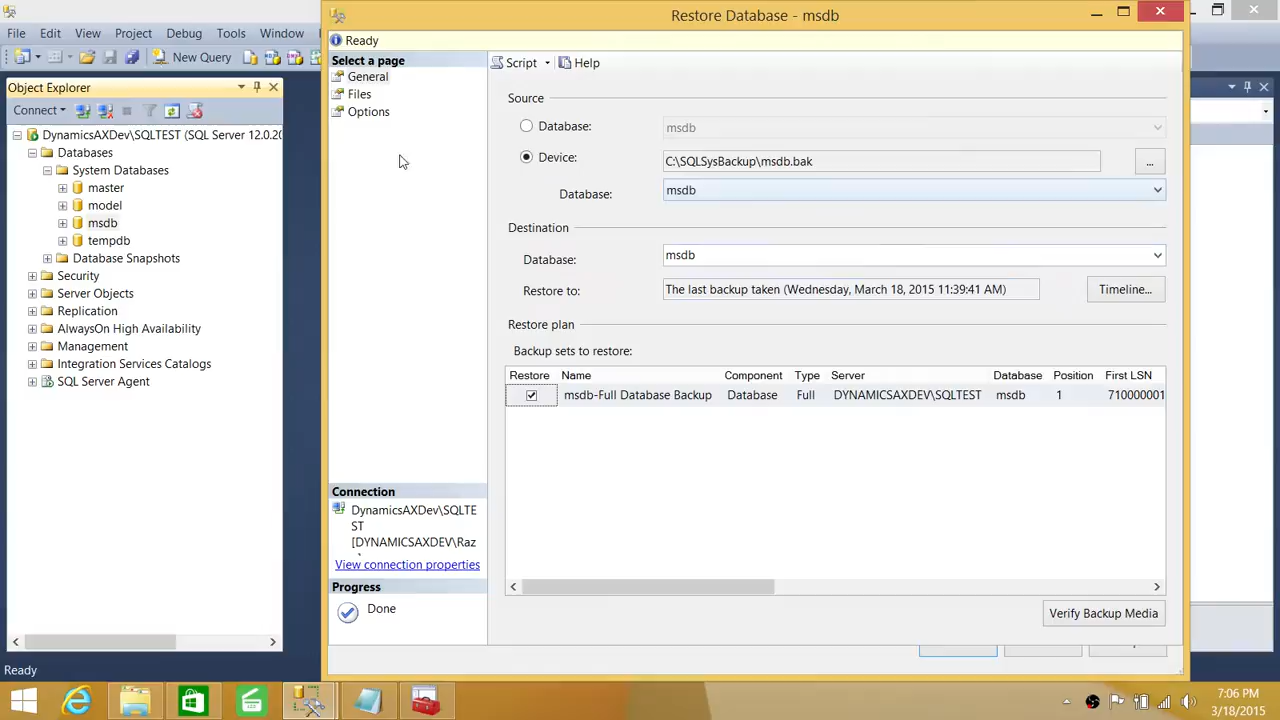 Restore Database - msdb
File Edit View Project Debug Tools Window
Ready
New Query
Select a page
General
Files
Options
Script Help
Object Explorer
Connect
DynamicsAXDev\SQLTEST (SQL Server 12.0.20
Databases
System Databases
master
model
msdb
tempdb
Database Snapshots
Security
Server Objects
Replication
AlwaysOn High Availability
Management
Integration Services Catalogs
SQL Server Agent
Source
Database: msdb
Device: C:\SQLSysBackup\msdb.bak ...
Database: msdb
Destination
Database: msdb
Restore to: The last backup taken (Wednesday, March 18, 2015 11:39:41 AM) Timeline...
Restore plan
Backup sets to restore:
Restore Name Component Type Server Database Position First LSN
msdb-Full Database Backup Database Full DYNAMICSAXDEV\SQLTEST msdb 1 710000001
Connection
DynamicsAXDev\SQLTE
ST
[DYNAMICSAXDEV\Raz
View connection properties
Progress
Done
Verify Backup Media
Ready
7:06 PM
3/18/2015